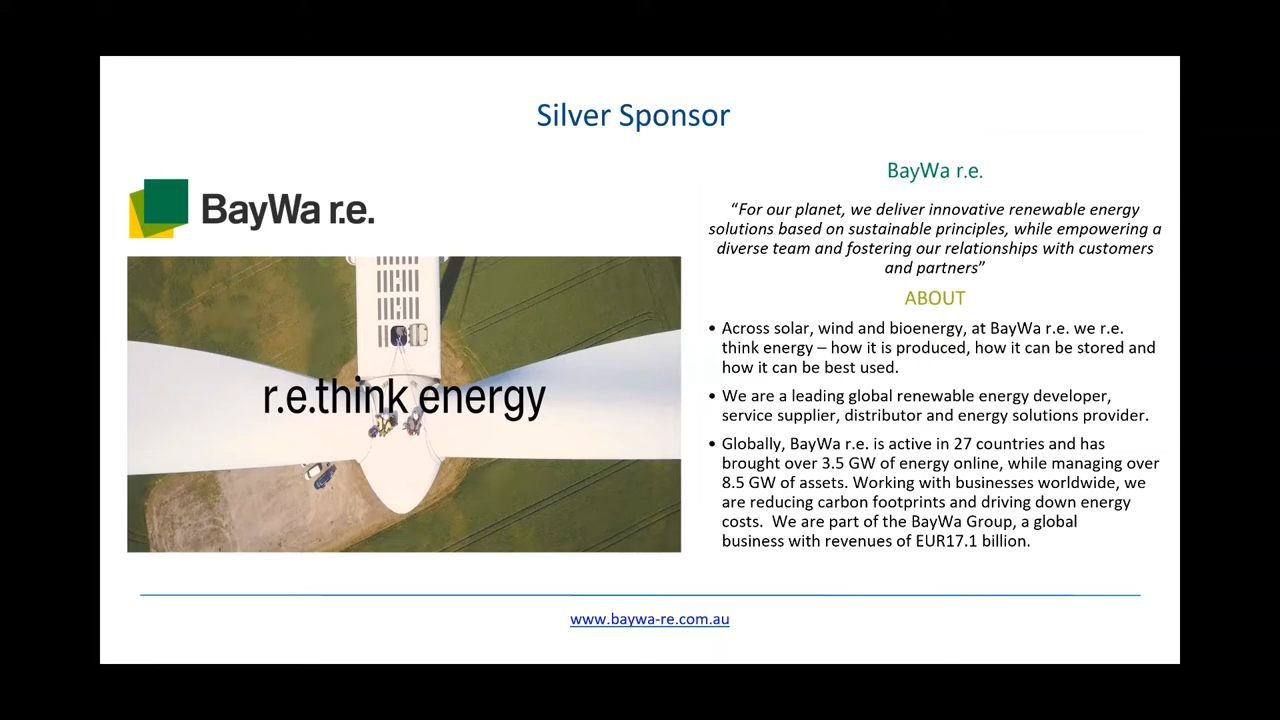 Silver Sponsor
BayWa r.e.
r.e.think energy
BayWa r.e.
“For our planet, we deliver innovative renewable energy
solutions based on sustainable principles, while empowering a
diverse team and fostering our relationships with customers
and partners”
ABOUT
• Across solar, wind and bioenergy, at BayWa r.e. we r.e.
think energy – how it is produced, how it can be stored and
how it can be best used.
• We are a leading global renewable energy developer,
service supplier, distributor and energy solutions provider.
• Globally, BayWa r.e. is active in 27 countries and has
brought over 3.5 GW of energy online, while managing over
8.5 GW of assets. Working with businesses worldwide, we
are reducing carbon footprints and driving down energy
costs.  We are part of the BayWa Group, a global
business with revenues of EUR17.1 billion.
www.baywa-re.com.au